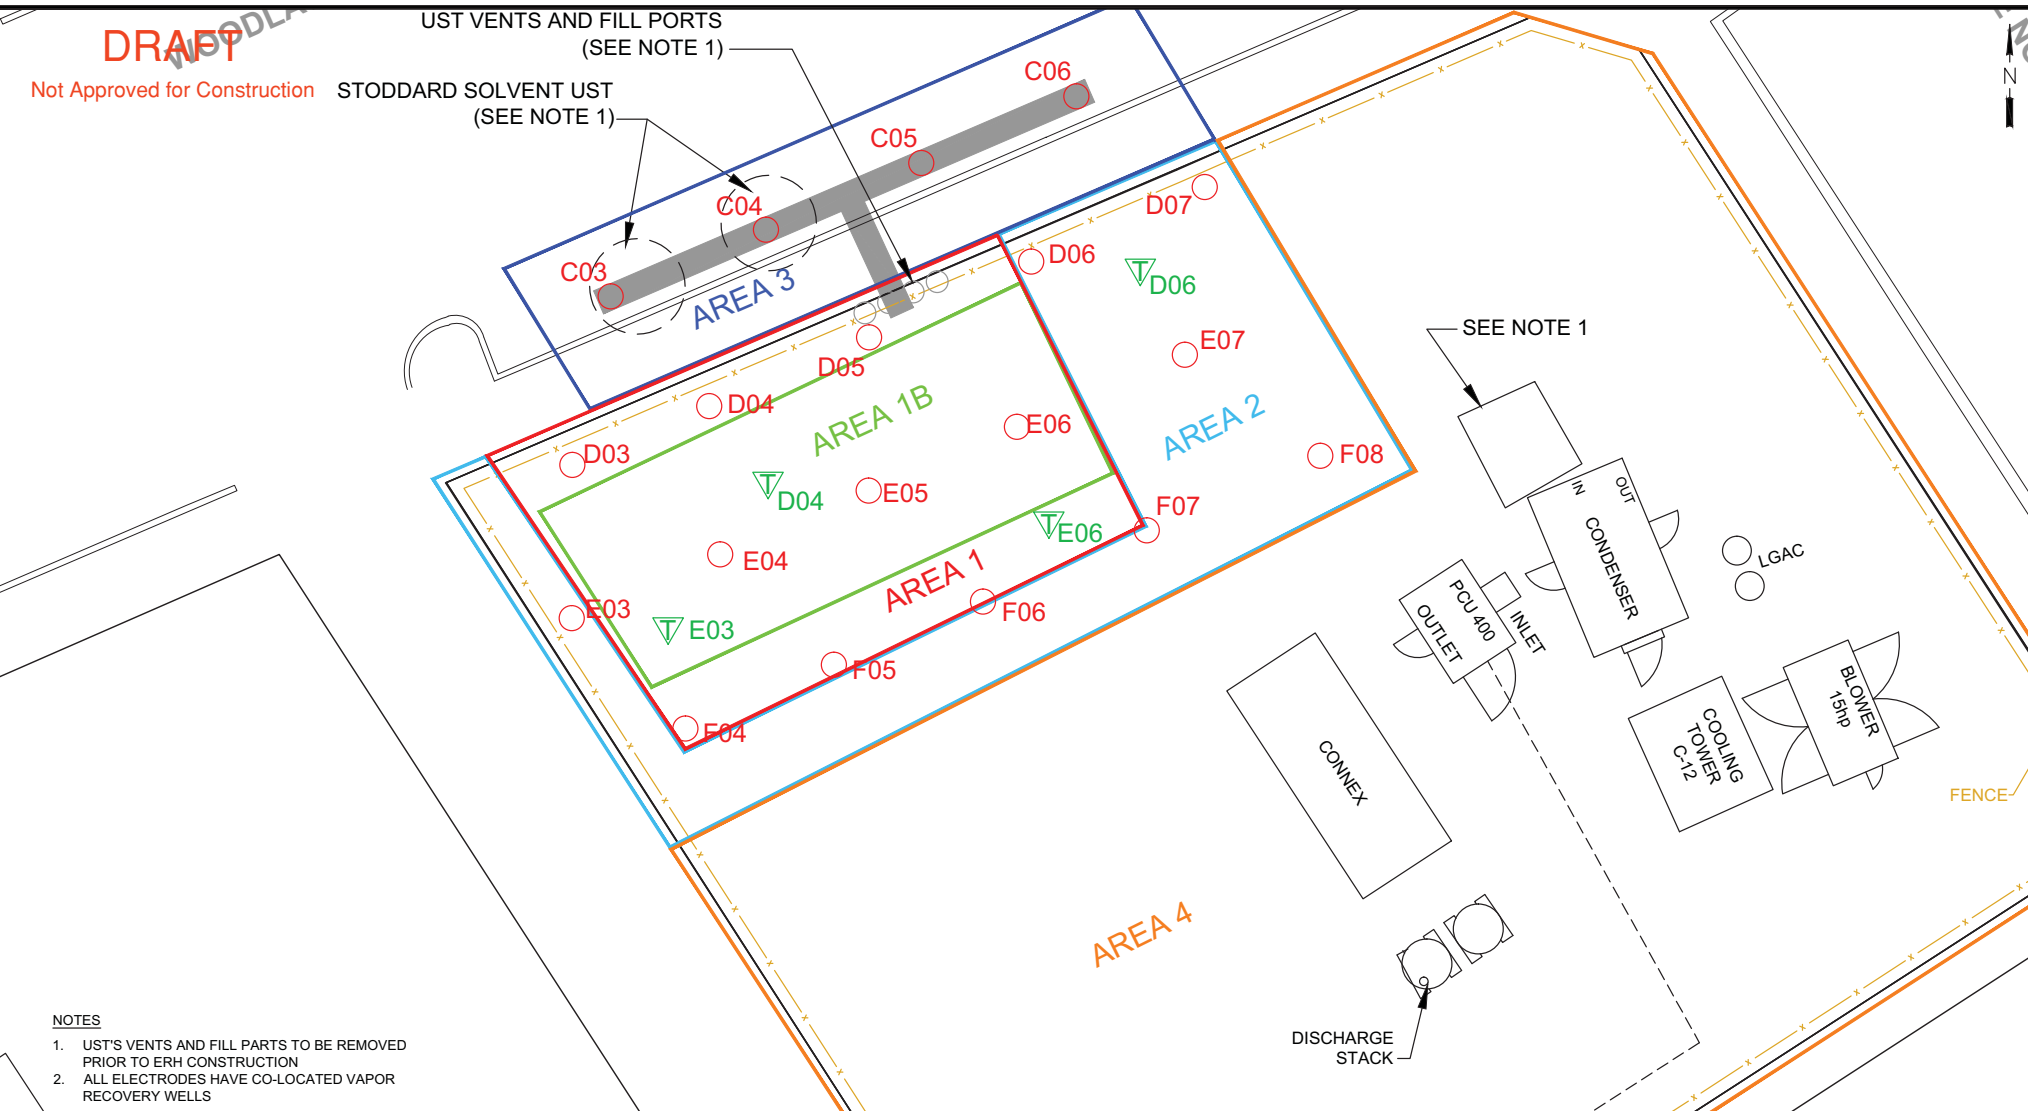 DRAFT
Not Approved for Construction
UST VENTS AND FILL PORTS
(SEE NOTE 1)
STODDARD SOLVENT UST
(SEE NOTE 1)
N
C06
C05
C04
C03
AREA 3
D07
D06
D06
D05
D04
D03
AREA 1B
E07
E06
AREA 2
F08
SEE NOTE 1
D04
E05
F07
E06
E04
AREA 1
E03
E03
F06
F05
F04
IN
OUT
CONDENSER
LGAC
PCU 400
OUTLET
INLET
BLOWER
15hp
COOLING
TOWER
C-12
CONNEX
FENCE
AREA 4
DISCHARGE
STACK
NOTES
1. UST'S VENTS AND FILL PARTS TO BE REMOVED
PRIOR TO ERH CONSTRUCTION
2. ALL ELECTRODES HAVE CO-LOCATED VAPOR
RECOVERY WELLS